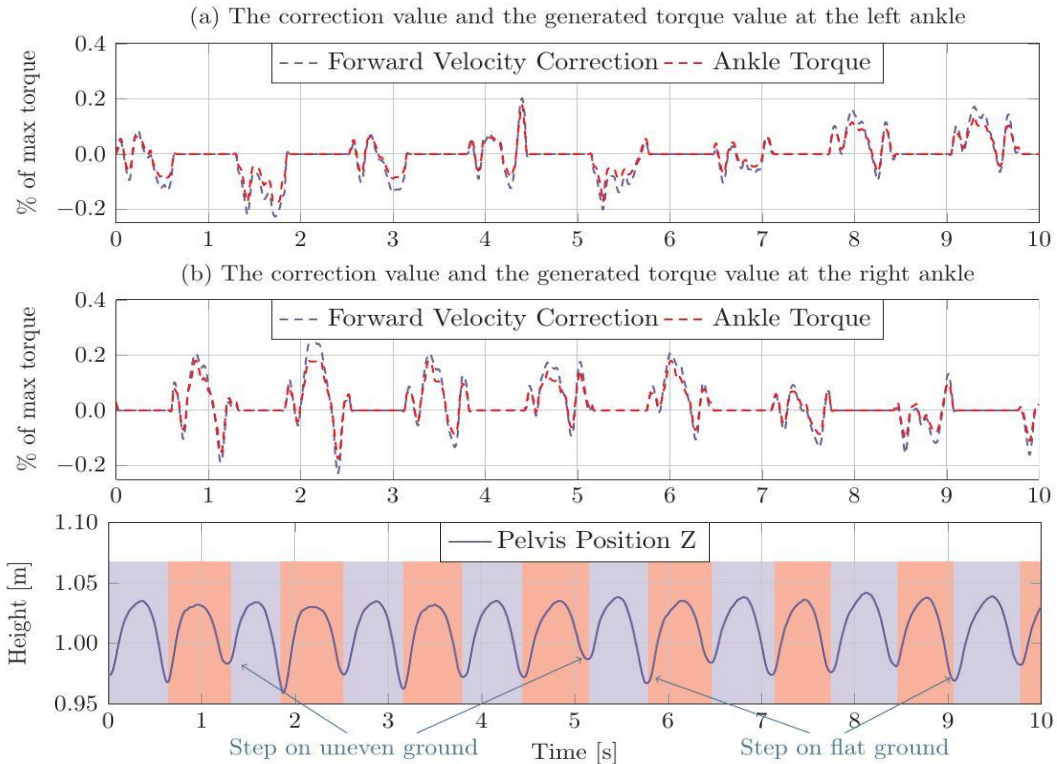 (a) The correction value and the generated torque value at the left ankle
% of max torque
0.4
0.2
0.0
−0.2
Forward Velocity Correction Ankle Torque
0 1 2 3 4 5 6 7 8 9 10
(b) The correction value and the generated torque value at the right ankle
% of max torque
0.4
0.2
0.0
−0.2
Forward Velocity Correction Ankle Torque
0 1 2 3 4 5 6 7 8 9 10
Height [m]
1.10
1.05
1.00
0.95
Pelvis Position Z
0 1 2 3 4 5 6 7 8 9 10
Step on uneven ground
Time [s]
Step on flat ground